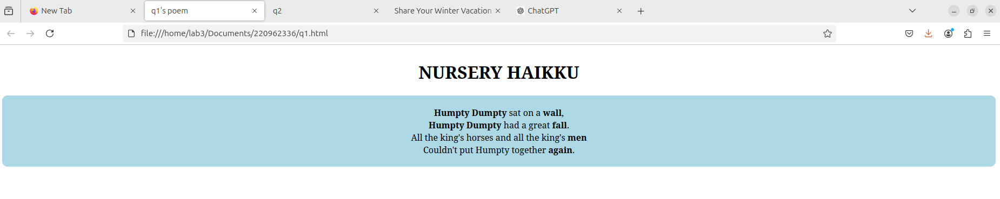 New Tab
q1's poem
q2
Share Your Winter Vacation
ChatGPT
file:///home/lab3/Documents/220962336/q1.html
NURSERY HAIKKU
Humpty Dumpty sat on a wall,
Humpty Dumpty had a great fall.
All the king's horses and all the king's men
Couldn't put Humpty together again.